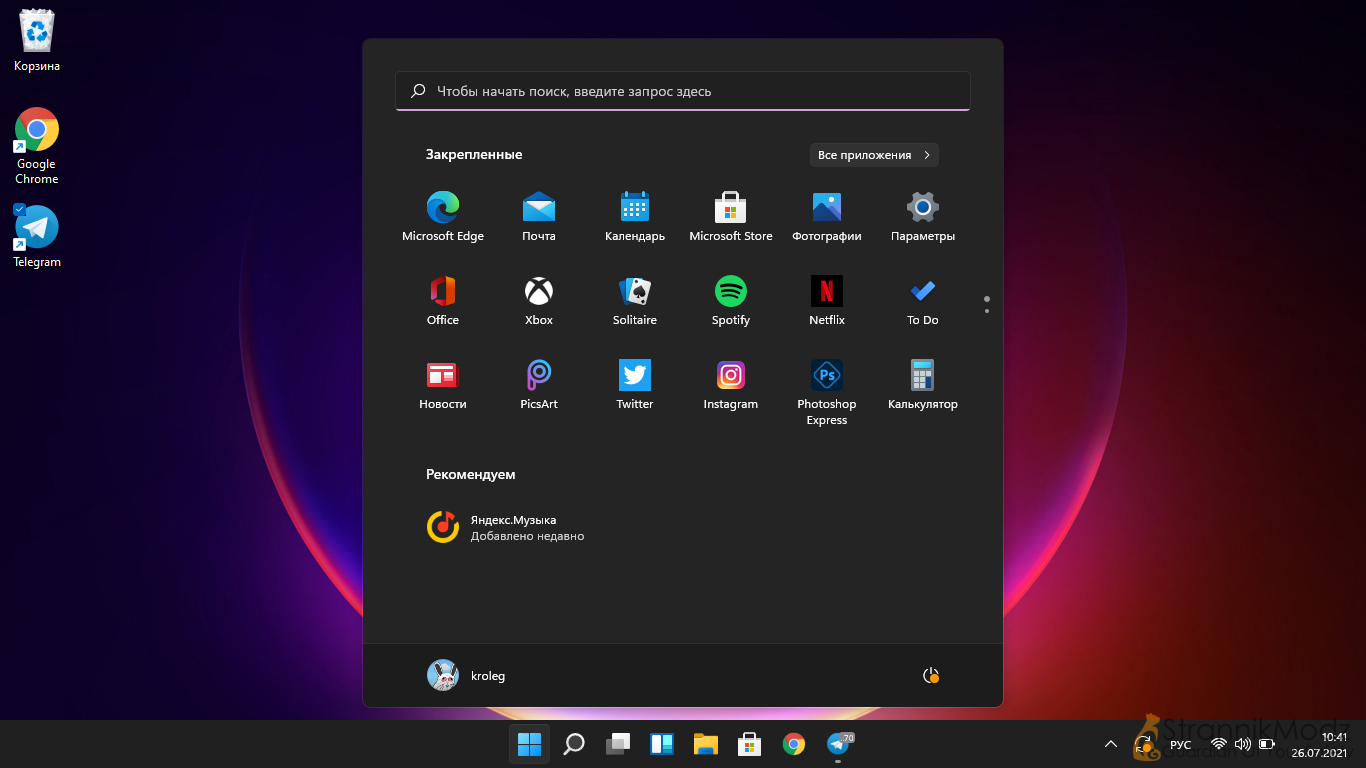 Корзина
Google
Chrome
Telegram
Чтобы начать поиск, введите запрос здесь
Закрепленные
Все приложения
Microsoft Edge
Почта
Календарь
Microsoft Store
Фотографии
Параметры
Office
Xbox
Solitaire
Spotify
Netflix
To Do
Новости
PicsArt
Twitter
Instagram
Ps
Photoshop
Express
Калькулятор
Рекомендуем
Яндекс.Музыка
Добавлено недавно
kroleg
.70
StrannikModz
РУС
10:41
26.07.2021